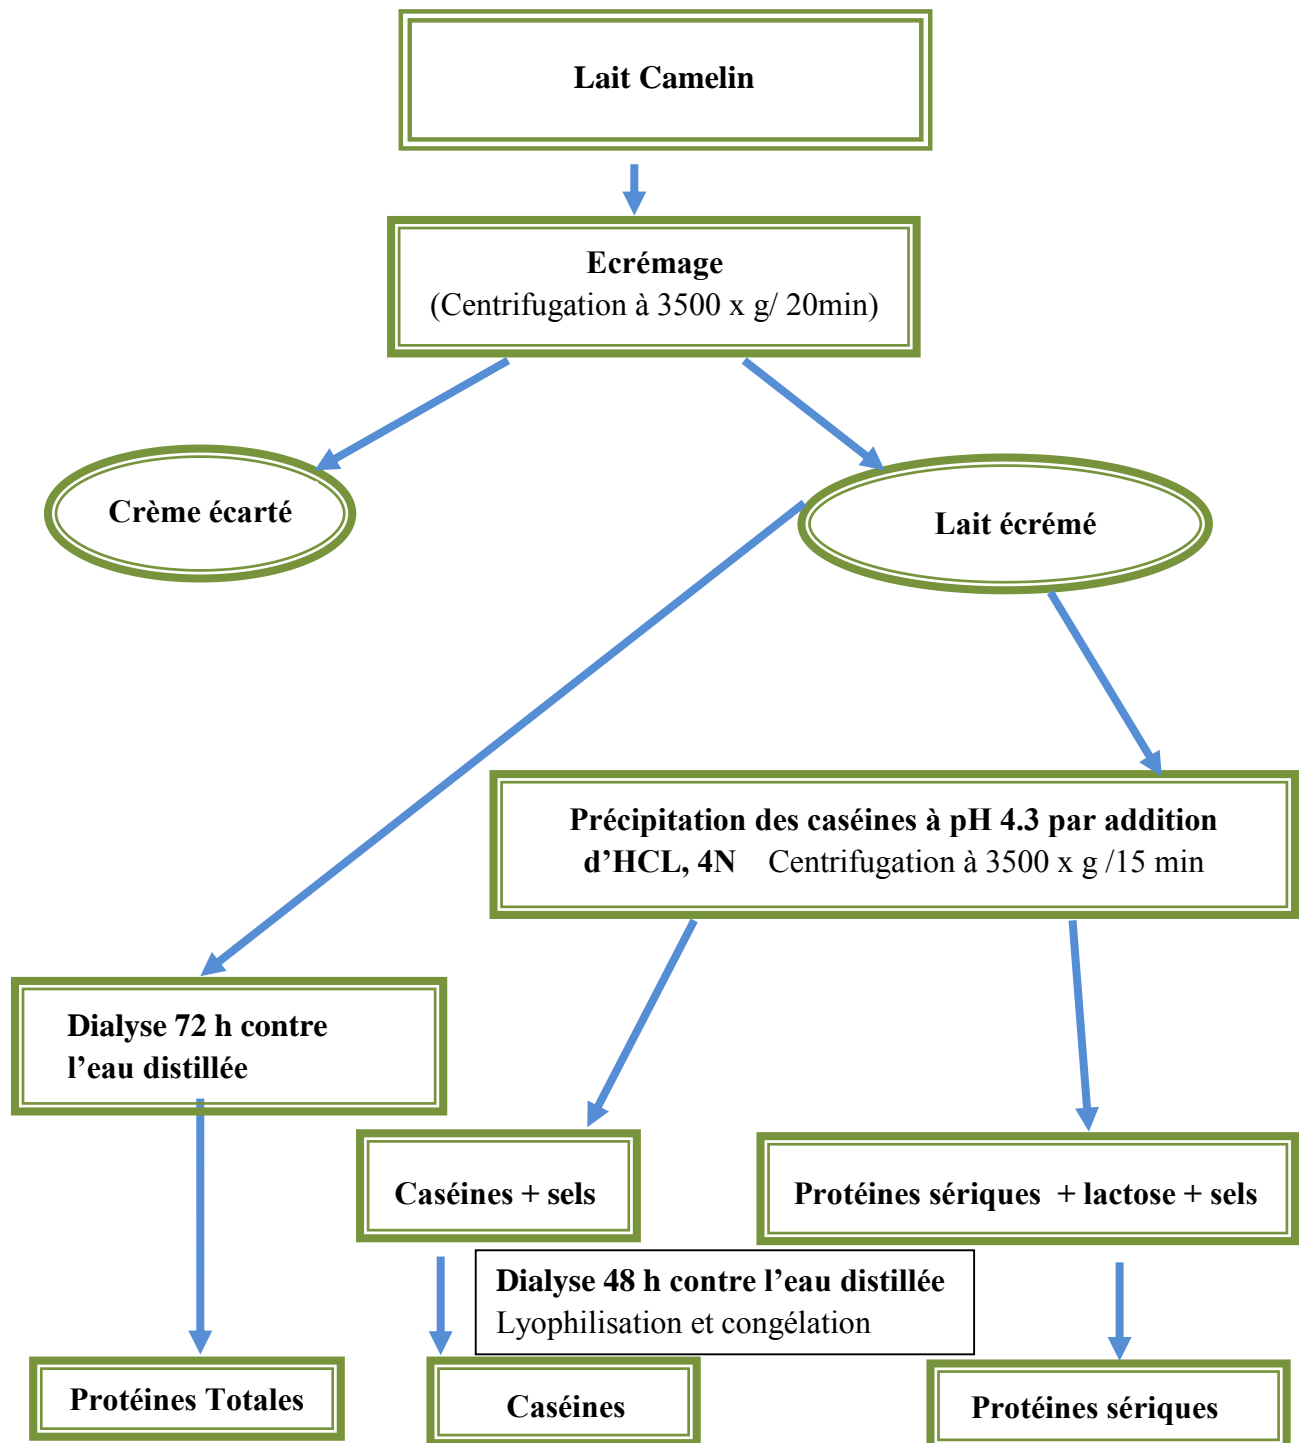 Lait Camelin
Ecrémage
(Centrifugation à 3500 x g/ 20min)
Crème écarté
Lait écrémé
Précipitation des caséines à pH 4.3 par addition
d’HCL, 4N Centrifugation à 3500 x g /15 min
Dialyse 72 h contre
l’eau distillée
Caséines + sels
Protéines sériques + lactose + sels
Dialyse 48 h contre l’eau distillée
Lyophilisation et congélation
Protéines Totales
Caséines
Protéines sériques